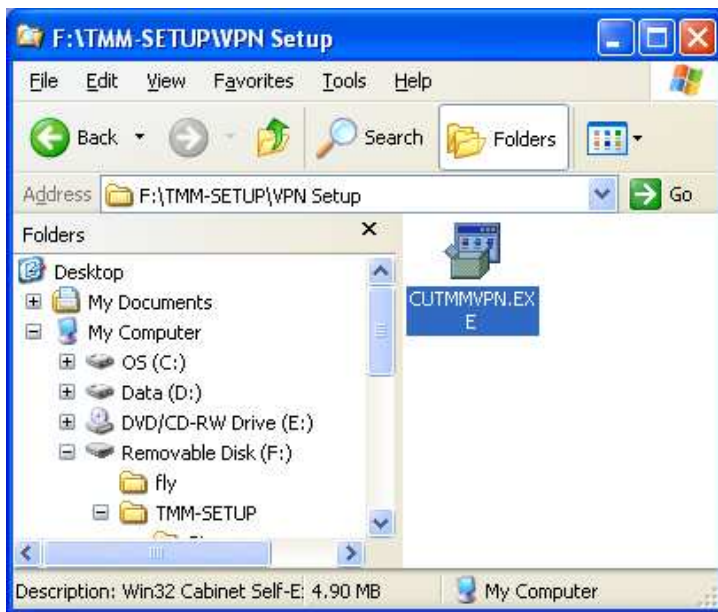 F:\TMM-SETUP\VPN Setup
File Edit View Favorites Tools Help
Back Search Folders
Address F:\TMM-SETUP\VPN Setup Go
Folders
Desktop
My Documents
My Computer
OS (C:)
Data (D:)
DVD/CD-RW Drive (E:)
Removable Disk (F:)
fly
TMM-SETUP
CUTMMVPN.EX
E
Description: Win32 Cabinet Self-E: 4.90 MB My Computer